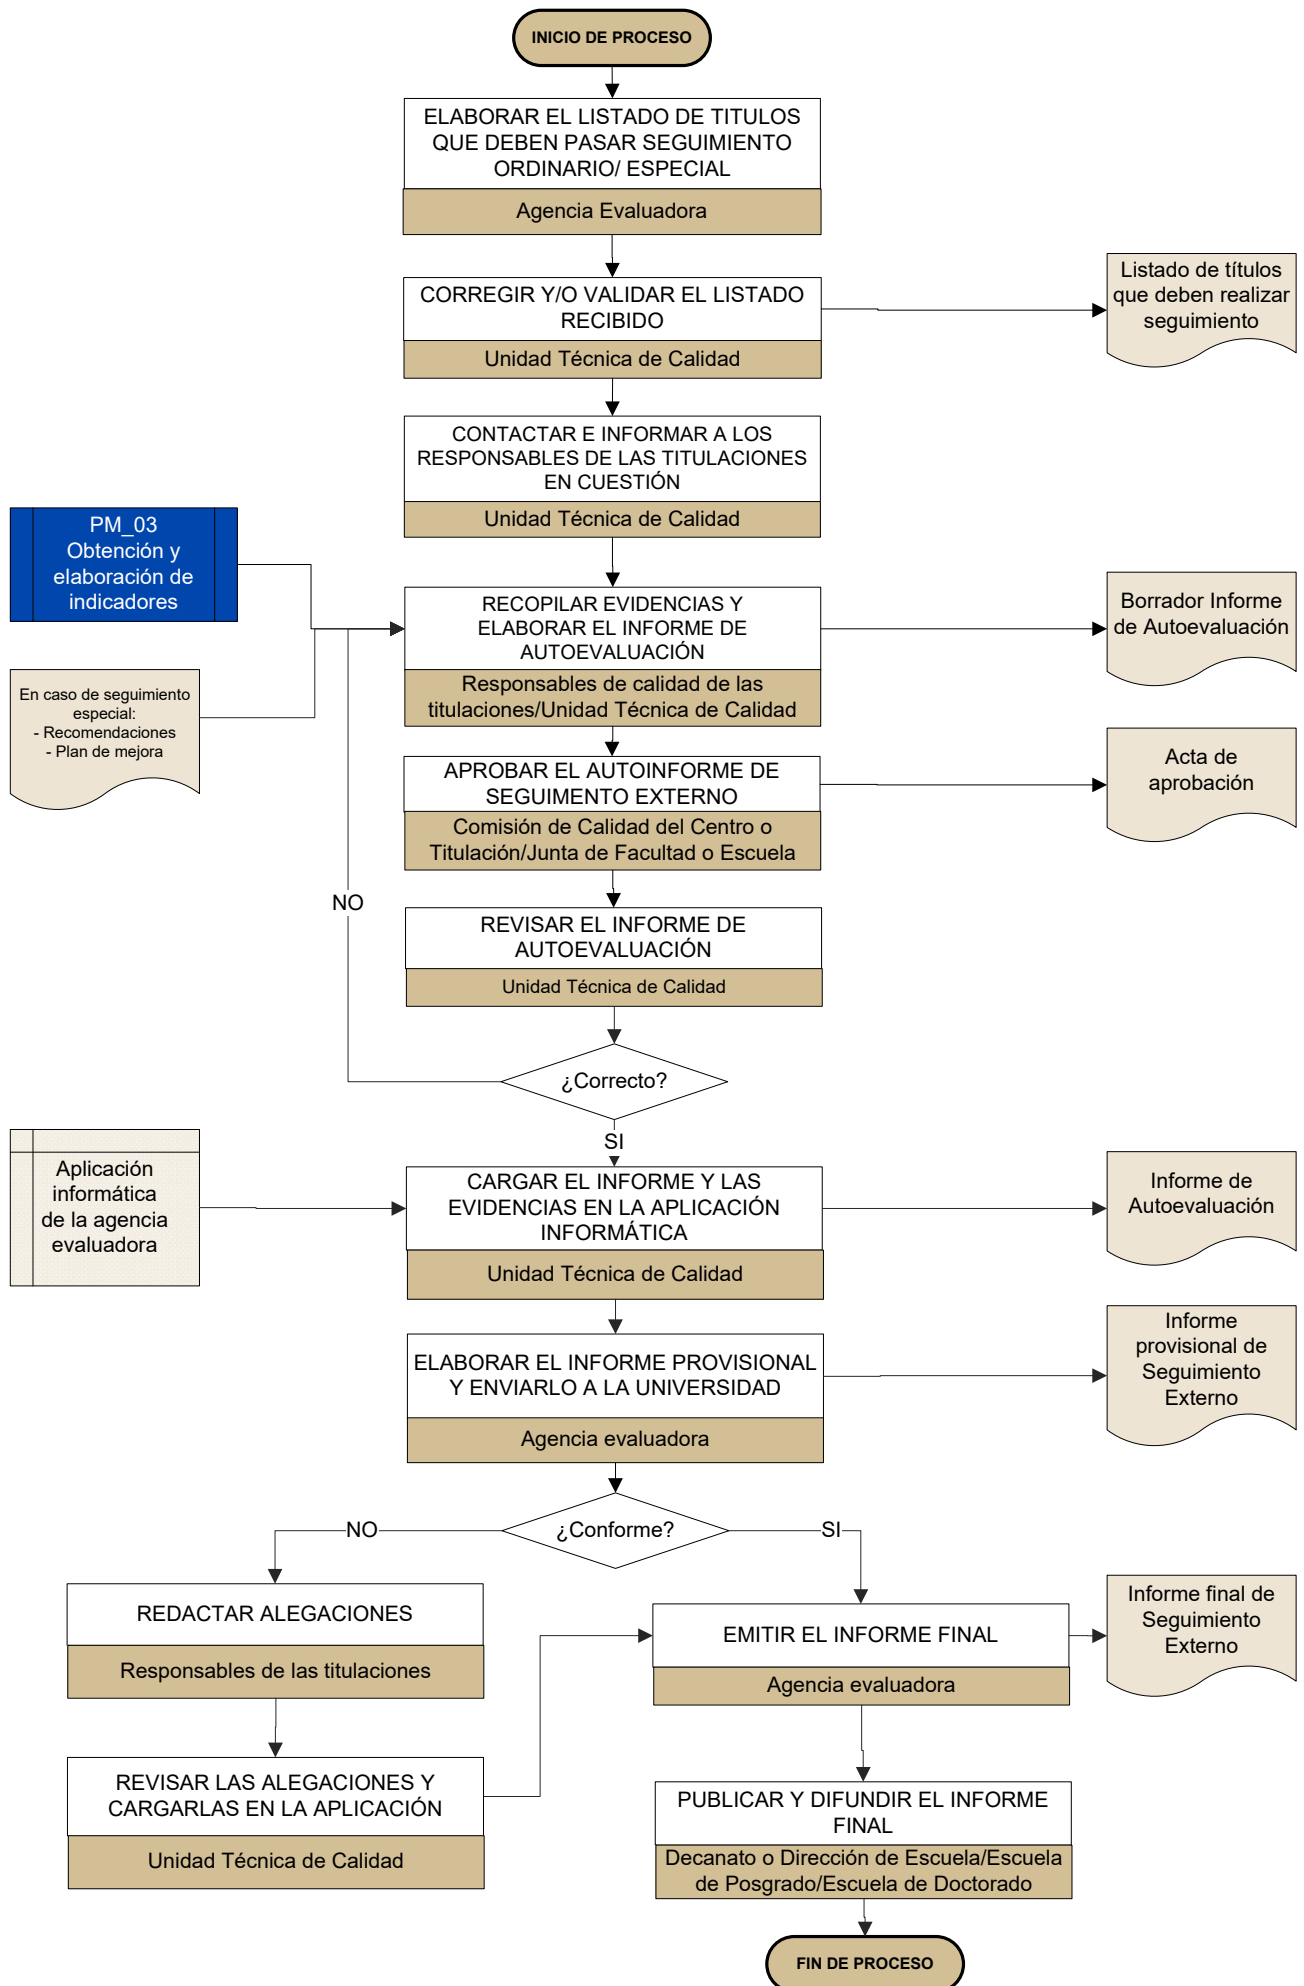 INICIO DE PROCESO
ELABORAR EL LISTADO DE TITULOS
QUE DEBEN PASAR SEGUIMIENTO
ORDINARIO/ ESPECIAL
Agencia Evaluadora
CORREGIR Y/O VALIDAR EL LISTADO
RECIBIDO
Unidad Técnica de Calidad
Listado de títulos
que deben realizar
seguimiento
CONTACTAR E INFORMAR A LOS
RESPONSABLES DE LAS TITULACIONES
EN CUESTIÓN
Unidad Técnica de Calidad
PM_03
Obtención y
elaboración de
indicadores
En caso de seguimiento
especial:
- Recomendaciones
- Plan de mejora
RECOPILAR EVIDENCIAS Y
ELABORAR EL INFORME DE
AUTOEVALUACIÓN
Responsables de calidad de las
titulaciones/Unidad Técnica de Calidad
Borrador Informe
de Autoevaluación
APROBAR EL AUTOINFORME DE
SEGUIMENTO EXTERNO
Comisión de Calidad del Centro o
Titulación/Junta de Facultad o Escuela
Acta de
aprobación
NO
REVISAR EL INFORME DE
AUTOEVALUACIÓN
Unidad Técnica de Calidad
¿Correcto?
SI
Aplicación
informática
de la agencia
evaluadora
CARGAR EL INFORME Y LAS
EVIDENCIAS EN LA APLICACIÓN
INFORMÁTICA
Unidad Técnica de Calidad
Informe de
Autoevaluación
ELABORAR EL INFORME PROVISIONAL
Y ENVIARLO A LA UNIVERSIDAD
Agencia evaluadora
Informe
provisional de
Seguimiento
Externo
¿Conforme?
NO
SI
REDACTAR ALEGACIONES
Responsables de las titulaciones
EMITIR EL INFORME FINAL
Agencia evaluadora
Informe final de
Seguimiento
Externo
REVISAR LAS ALEGACIONES Y
CARGARLAS EN LA APLICACIÓN
Unidad Técnica de Calidad
PUBLICAR Y DIFUNDIR EL INFORME
FINAL
Decanato o Dirección de Escuela/Escuela
de Posgrado/Escuela de Doctorado
FIN DE PROCESO